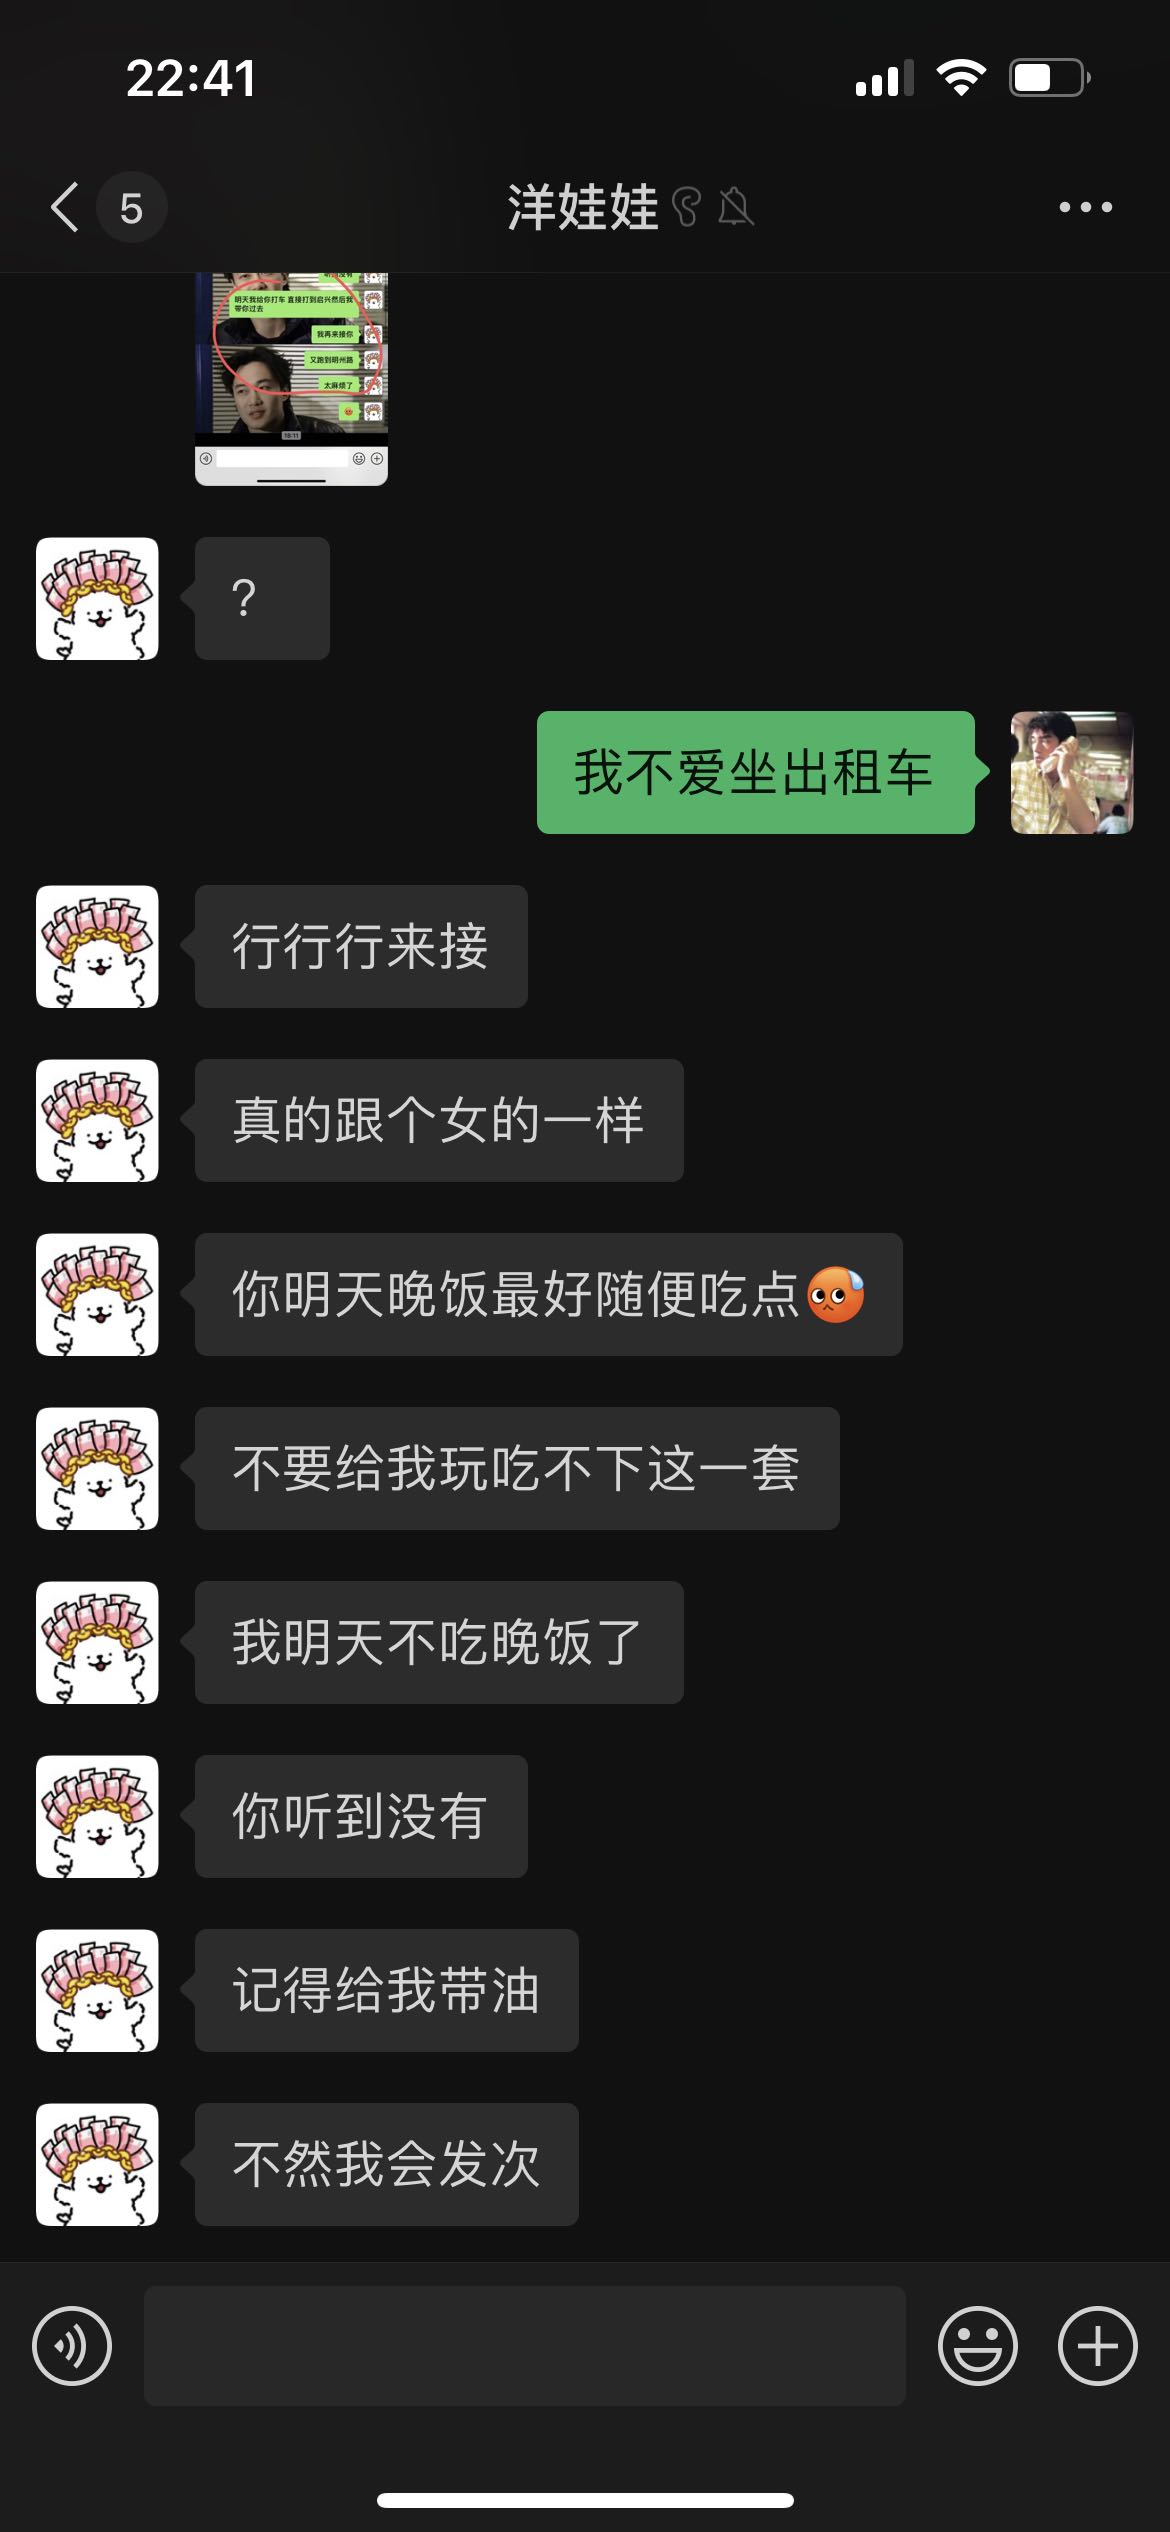 22:41
5
洋娃娃
明天我给你打车 直接打到启兴然后我
带你过去
我再来接你
又跑到明州路
太麻烦了
18:11
?
我不爱坐出租车
行行行来接
真的跟个女的一样
你明天晚饭最好随便吃点
不要给我玩吃不下这一套
我明天不吃晚饭了
你听到没有
记得给我带油
不然我会发次